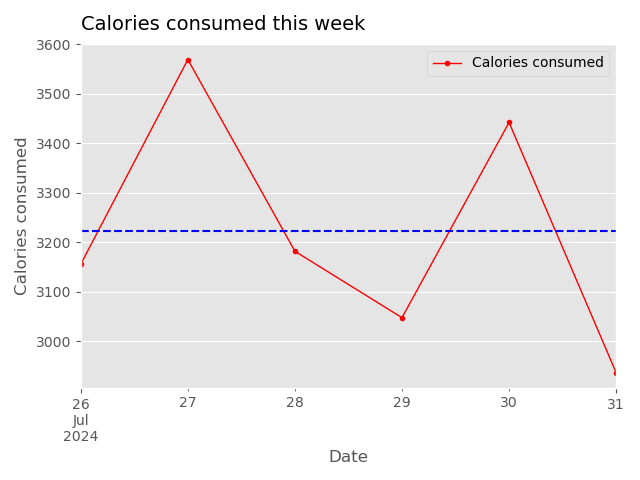 Calories consumed this week
Calories consumed
3600
3500
3400
3300
3200
3100
3000
Calories consumed
26 27 28 29 30 31
Jul
2024
Date